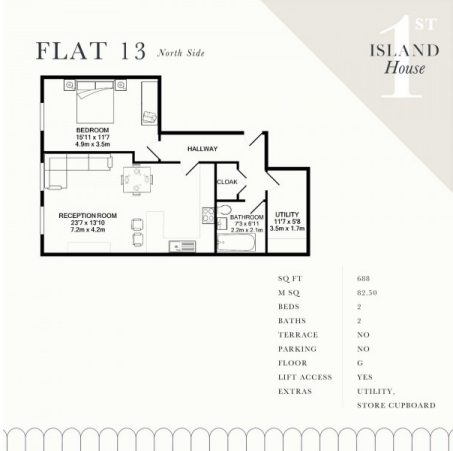 FLAT 13 North Side
1ST
ISLAND
House
BEDROOM
15'11 x 11'7
4.9m x 3.5m
HALLWAY
CLOAK
RECEPTION ROOM
23'7 x 13'10
7.2m x 4.2m
BATHROOM
7'3 x 6'11
2.2m x 2.1m
UTILITY
11'7 x 5'8
3.5m x 1.7m
SQ FT 688
M SQ 82.50
BEDS 2
BATHS 2
TERRACE NO
PARKING NO
FLOOR G
LIFT ACCESS YES
EXTRAS UTILITY,
STORE CUPBOARD